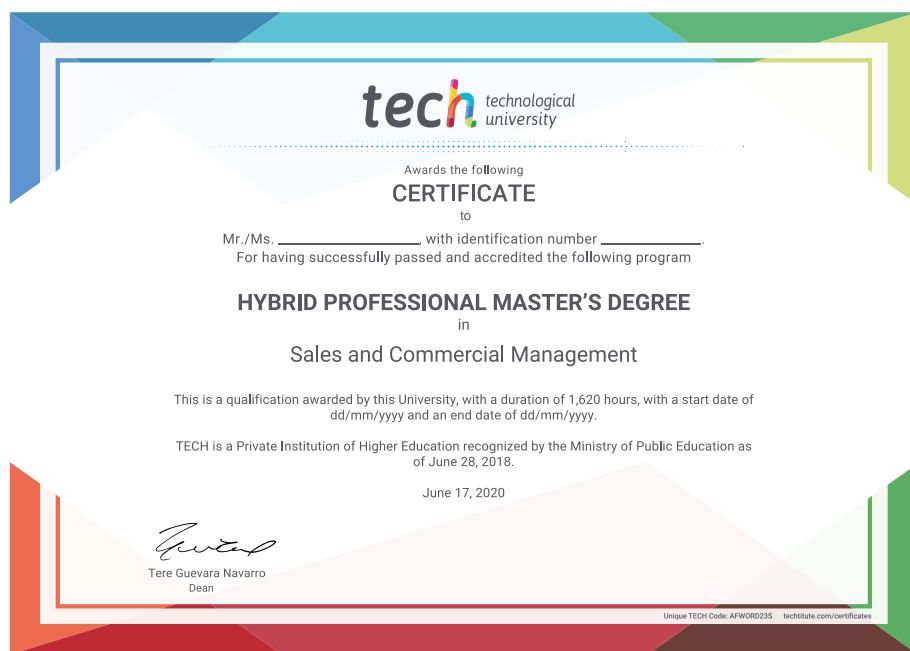 tech technological
university
Awards the following
CERTIFICATE
to
Mr./Ms. ________________, with identification number ____________.
For having successfully passed and accredited the following program
HYBRID PROFESSIONAL MASTER'S DEGREE
in
Sales and Commercial Management
This is a qualification awarded by this University, with a duration of 1,620 hours, with a start date of
dd/mm/yyyy and an end date of dd/mm/yyyy.
TECH is a Private Institution of Higher Education recognized by the Ministry of Public Education as
of June 28, 2018.
June 17, 2020
Tere Guevara Navarro
Dean
Unique TECH Code: AFWORD23S techtitute.com/certificates